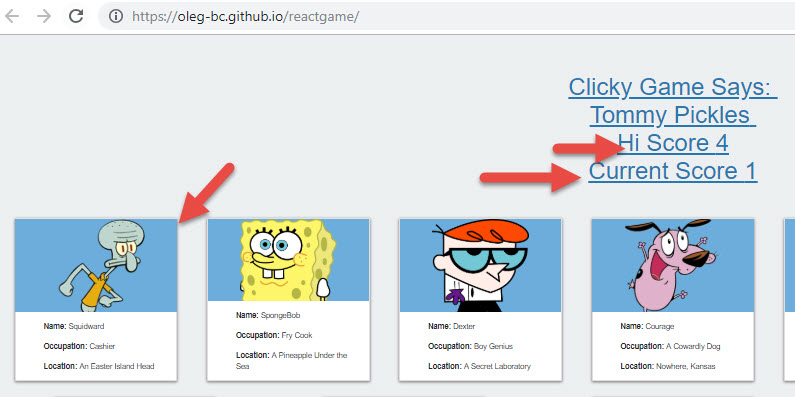 https://oleg-bc.github.io/reactgame/
Clicky Game Says:
Tommy Pickles
Hi Score 4
Current Score 1
Name: Squidward
Occupation: Cashier
Location: An Easter Island Head
Name: SpongeBob
Occupation: Fry Cook
Location: A Pineapple Under the
Sea
Name: Dexter
Occupation: Boy Genius
Location: A Secret Laboratory
Name: Courage
Occupation: A Cowardly Dog
Location: Nowhere, Kansas